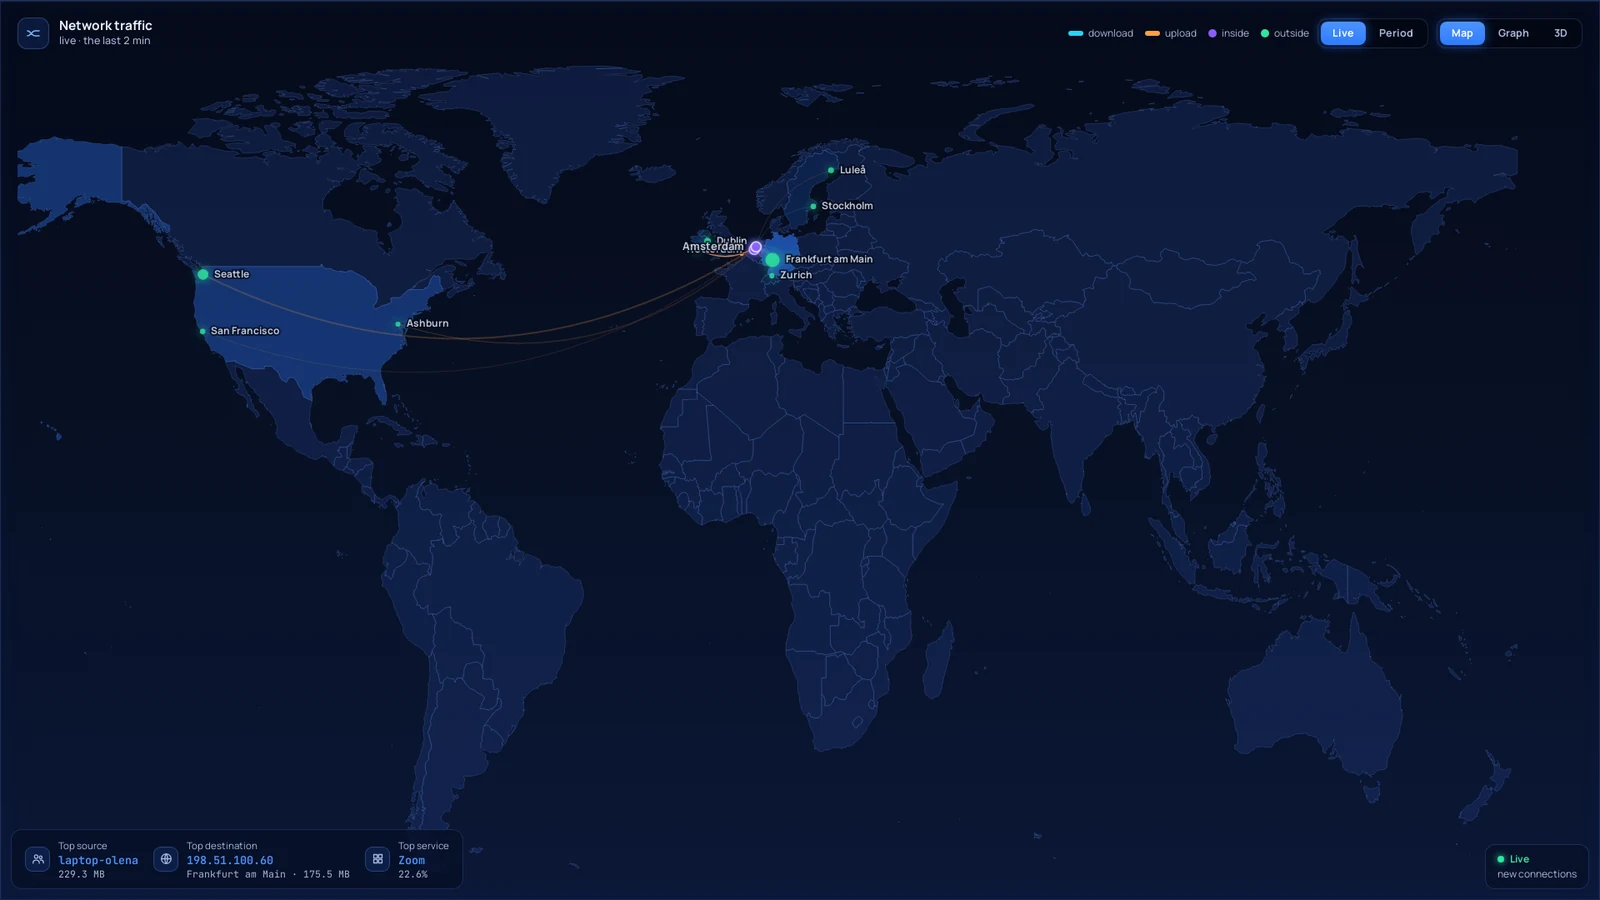 Network traffic
live · the last 2 min
download
upload
inside
outside
Live
Period
Map
Graph
3D
Luleå
Stockholm
Dublin
Amsterdam
Frankfurt am Main
Zurich
Seattle
San Francisco
Ashburn
Top source
laptop-olena
229.3 MB
Top destination
198.51.100.60
Frankfurt am Main · 175.5 MB
Top service
Zoom
22.6%
Live
new connections